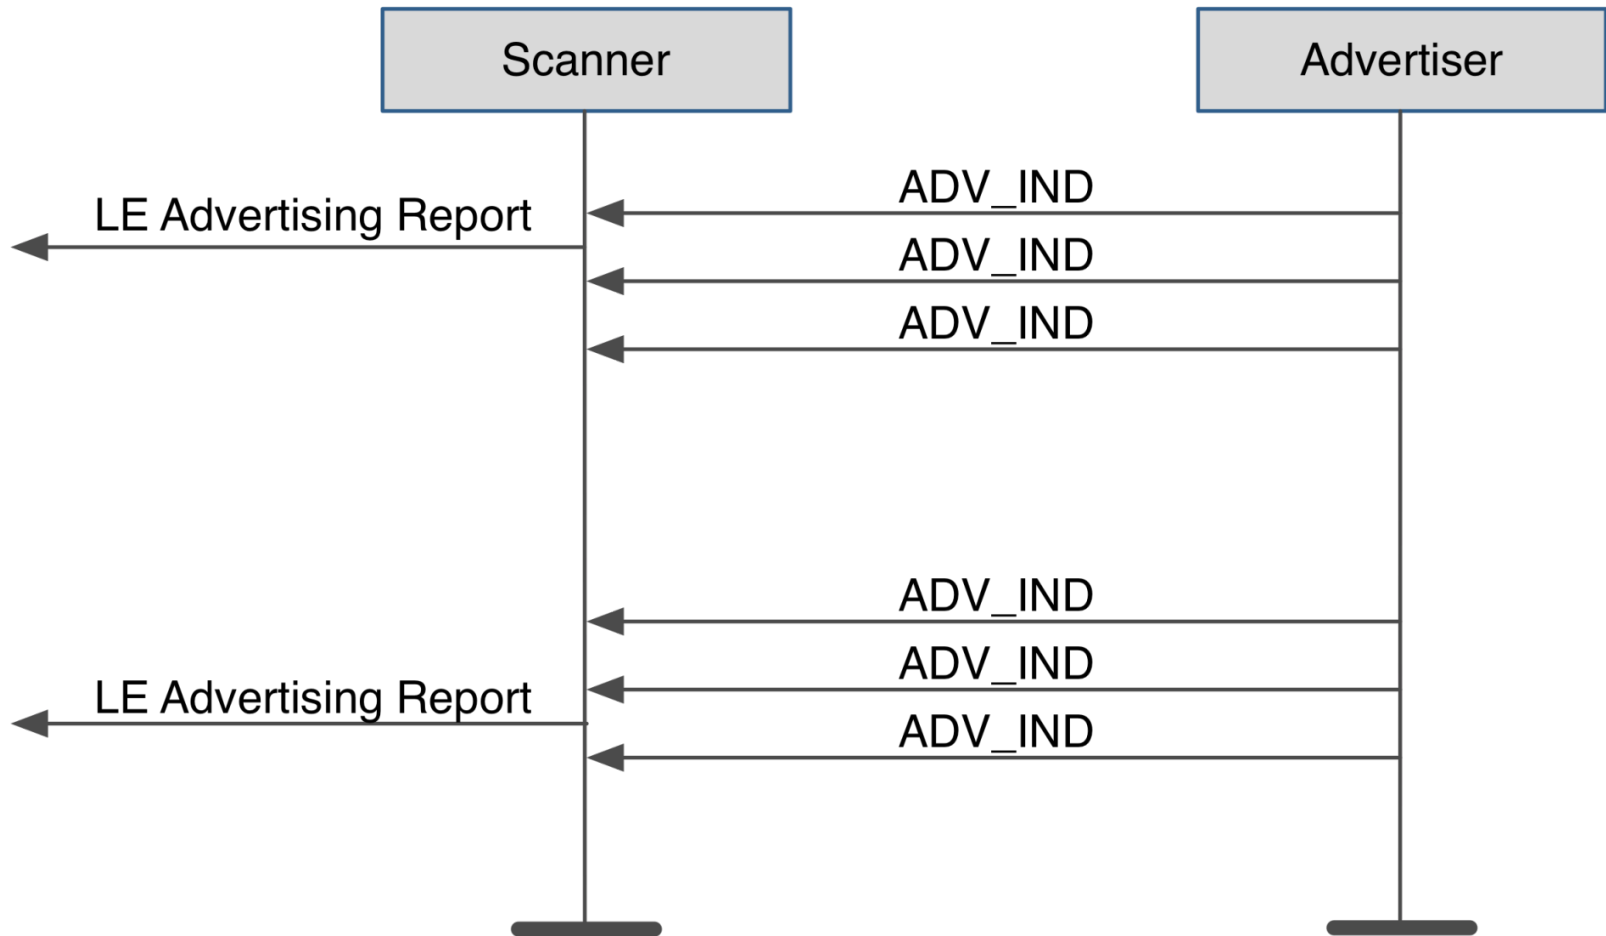 Scanner
Advertiser
ADV_IND
LE Advertising Report
ADV_IND
ADV_IND
ADV_IND
ADV_IND
LE Advertising Report
ADV_IND